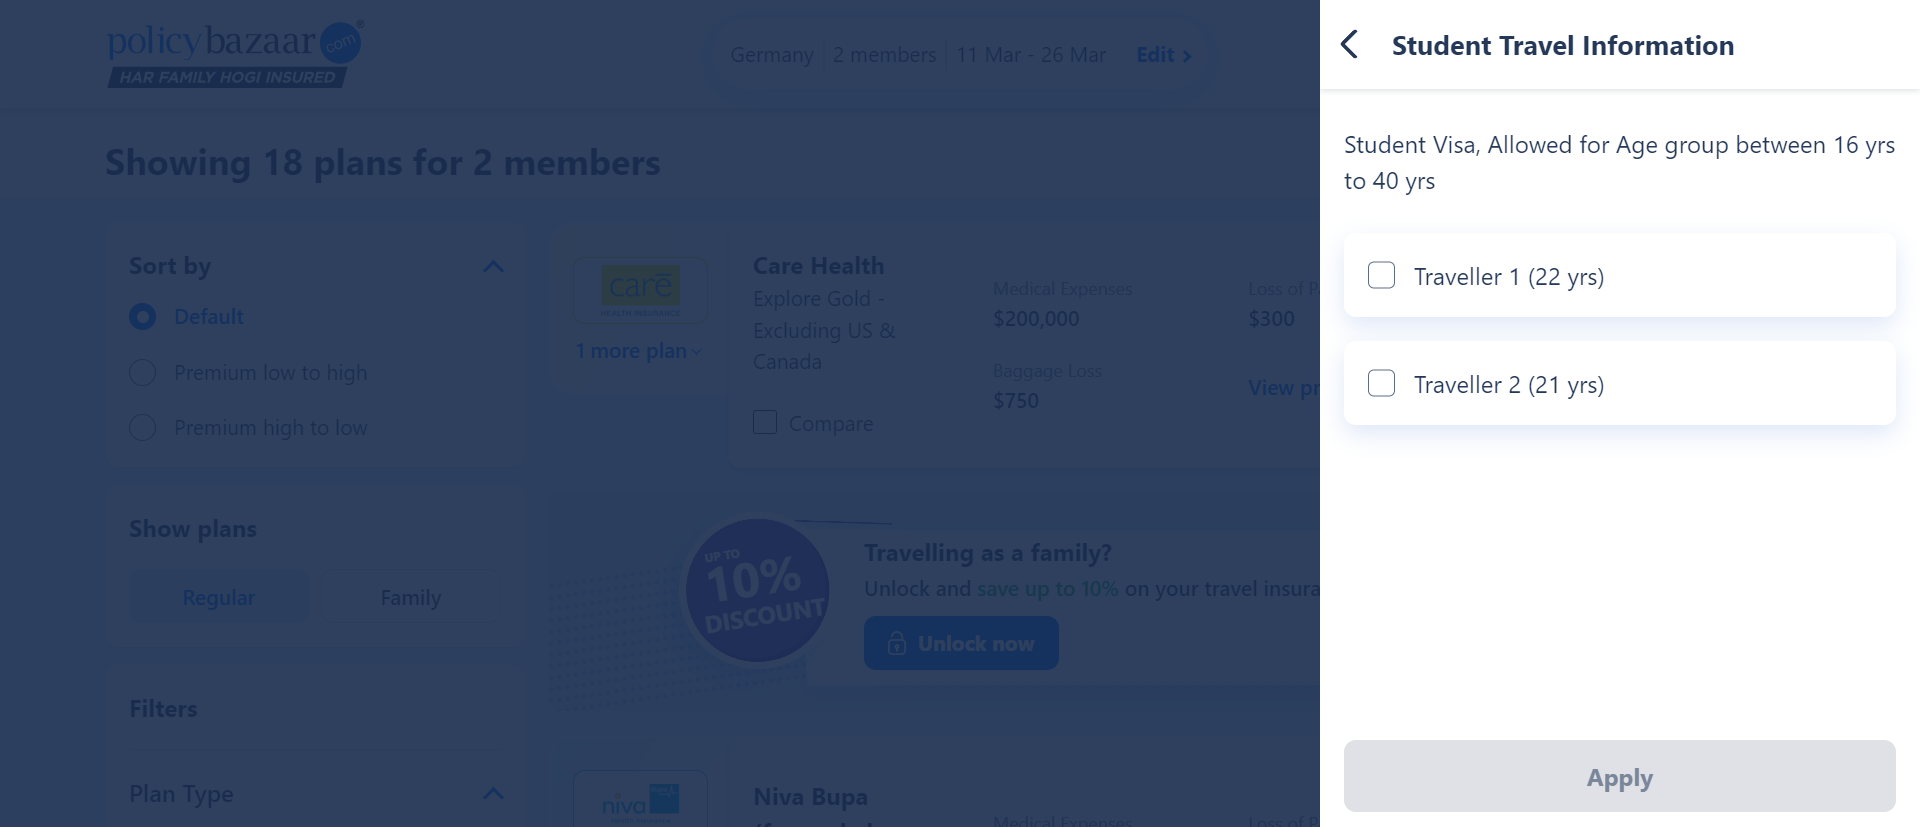 policybazaar.com®
HAR FAMILY HOGI INSURED
Germany 2 members 11 Mar - 26 Mar Edit
Showing 18 plans for 2 members
Sort by
Default
Premium low to high
Premium high to low
Show plans
Regular Family
Filters
Plan Type
care
HEALTH INSURANCE
1 more plan
Care Health
Explore Gold -
Excluding US &
Canada
Compare
Medical Expenses
$200,000
Baggage Loss
$750
Loss of P
$300
View pr
UP TO
10%
DISCOUNT
Travelling as a family?
Unlock and save up to 10% on your travel insura
Unlock now
niva
Niva Bupa
Medical Expenses
Loss of P
Student Travel Information
Student Visa, Allowed for Age group between 16 yrs
to 40 yrs
Traveller 1 (22 yrs)
Traveller 2 (21 yrs)
Apply